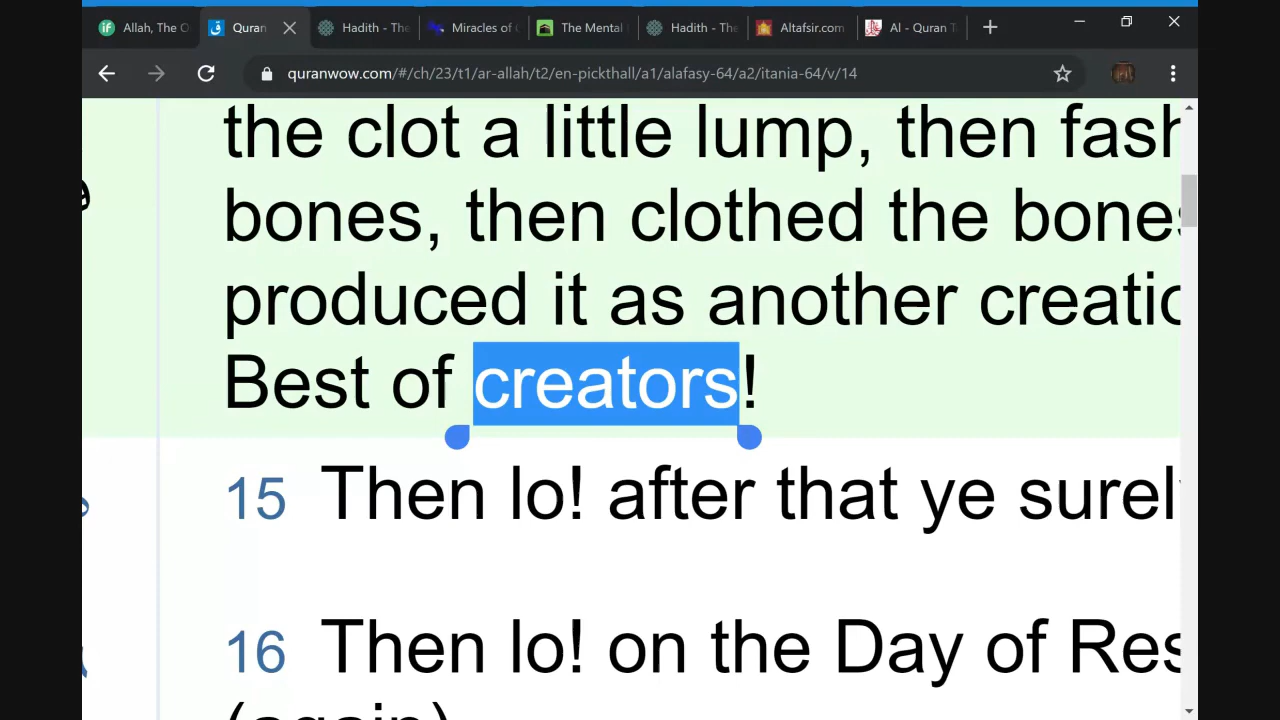 Allah, The O
Quran
Hadith - The
Miracles of
The Mental
Hadith - The
Altafsir.com
Al - Quran T
quranwow.com/#/ch/23/t1/ar-allah/t2/en-pickthall/a1/alafasy-64/a2/itania-64/v/14
the clot a little lump, then fash
bones, then clothed the bones
produced it as another creatio
Best of creators!
15 Then lo! after that ye surely
16 Then lo! on the Day of Res
(again)